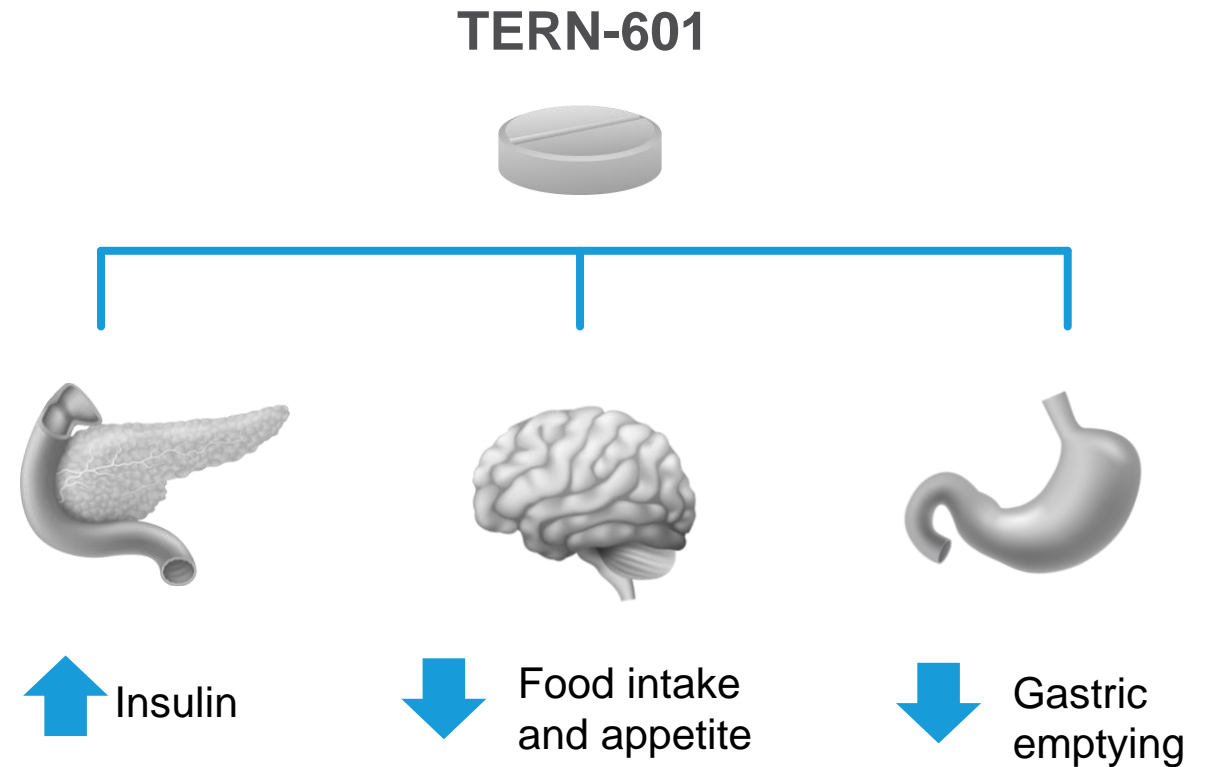 TERN-601
Insulin
Food intake
and appetite
Gastric
emptying